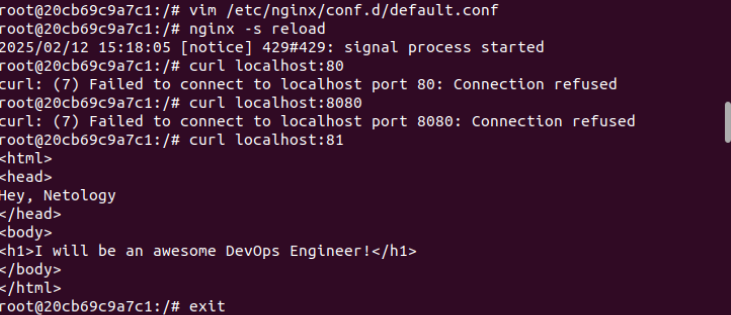 root@20cb69c9a7c1:/# vim /etc/nginx/conf.d/default.conf
root@20cb69c9a7c1:/# nginx -s reload
2025/02/12 15:18:05 [notice] 429#429: signal process started
root@20cb69c9a7c1:/# curl localhost:80
curl: (7) Failed to connect to localhost port 80: Connection refused
root@20cb69c9a7c1:/# curl localhost:8080
curl: (7) Failed to connect to localhost port 8080: Connection refused
root@20cb69c9a7c1:/# curl localhost:81
<html>
<head>
Hey, Netology
</head>
<body>
<h1>I will be an awesome DevOps Engineer!</h1>
</body>
</html>
root@20cb69c9a7c1:/# exit